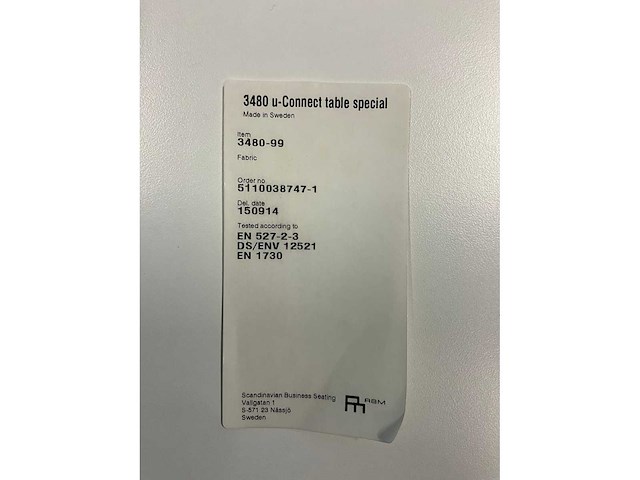 3480 u-Connect table special
Made in Sweden
Item
3480-99
Fabric
Order no.
5110038747-1
Del. date
150914
Tested according to
EN 527-2-3
DS/ENV 12521
EN 1730
Scandinavian Business Seating
Vallgatan 1
S-571 23 Nässjö
Sweden
RBM